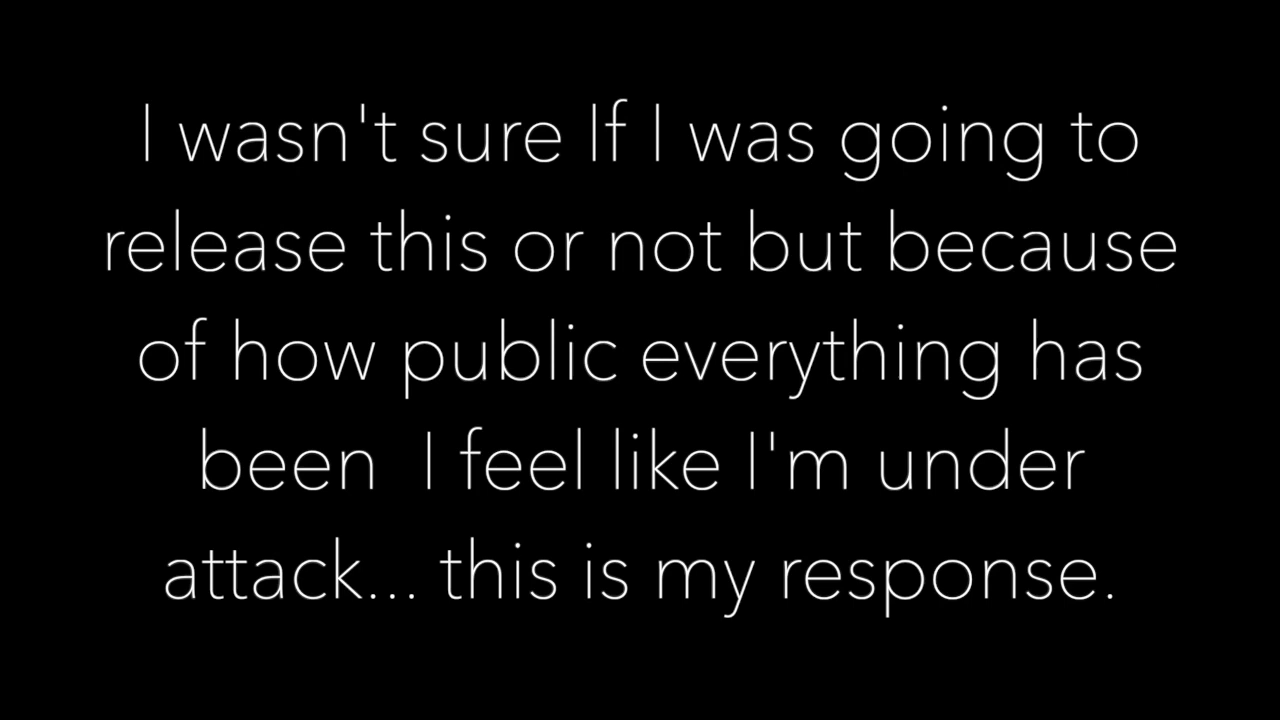 I wasn't sure If I was going to
release this or not but because
of how public everything has
been  I feel like I'm under
attack... this is my response.